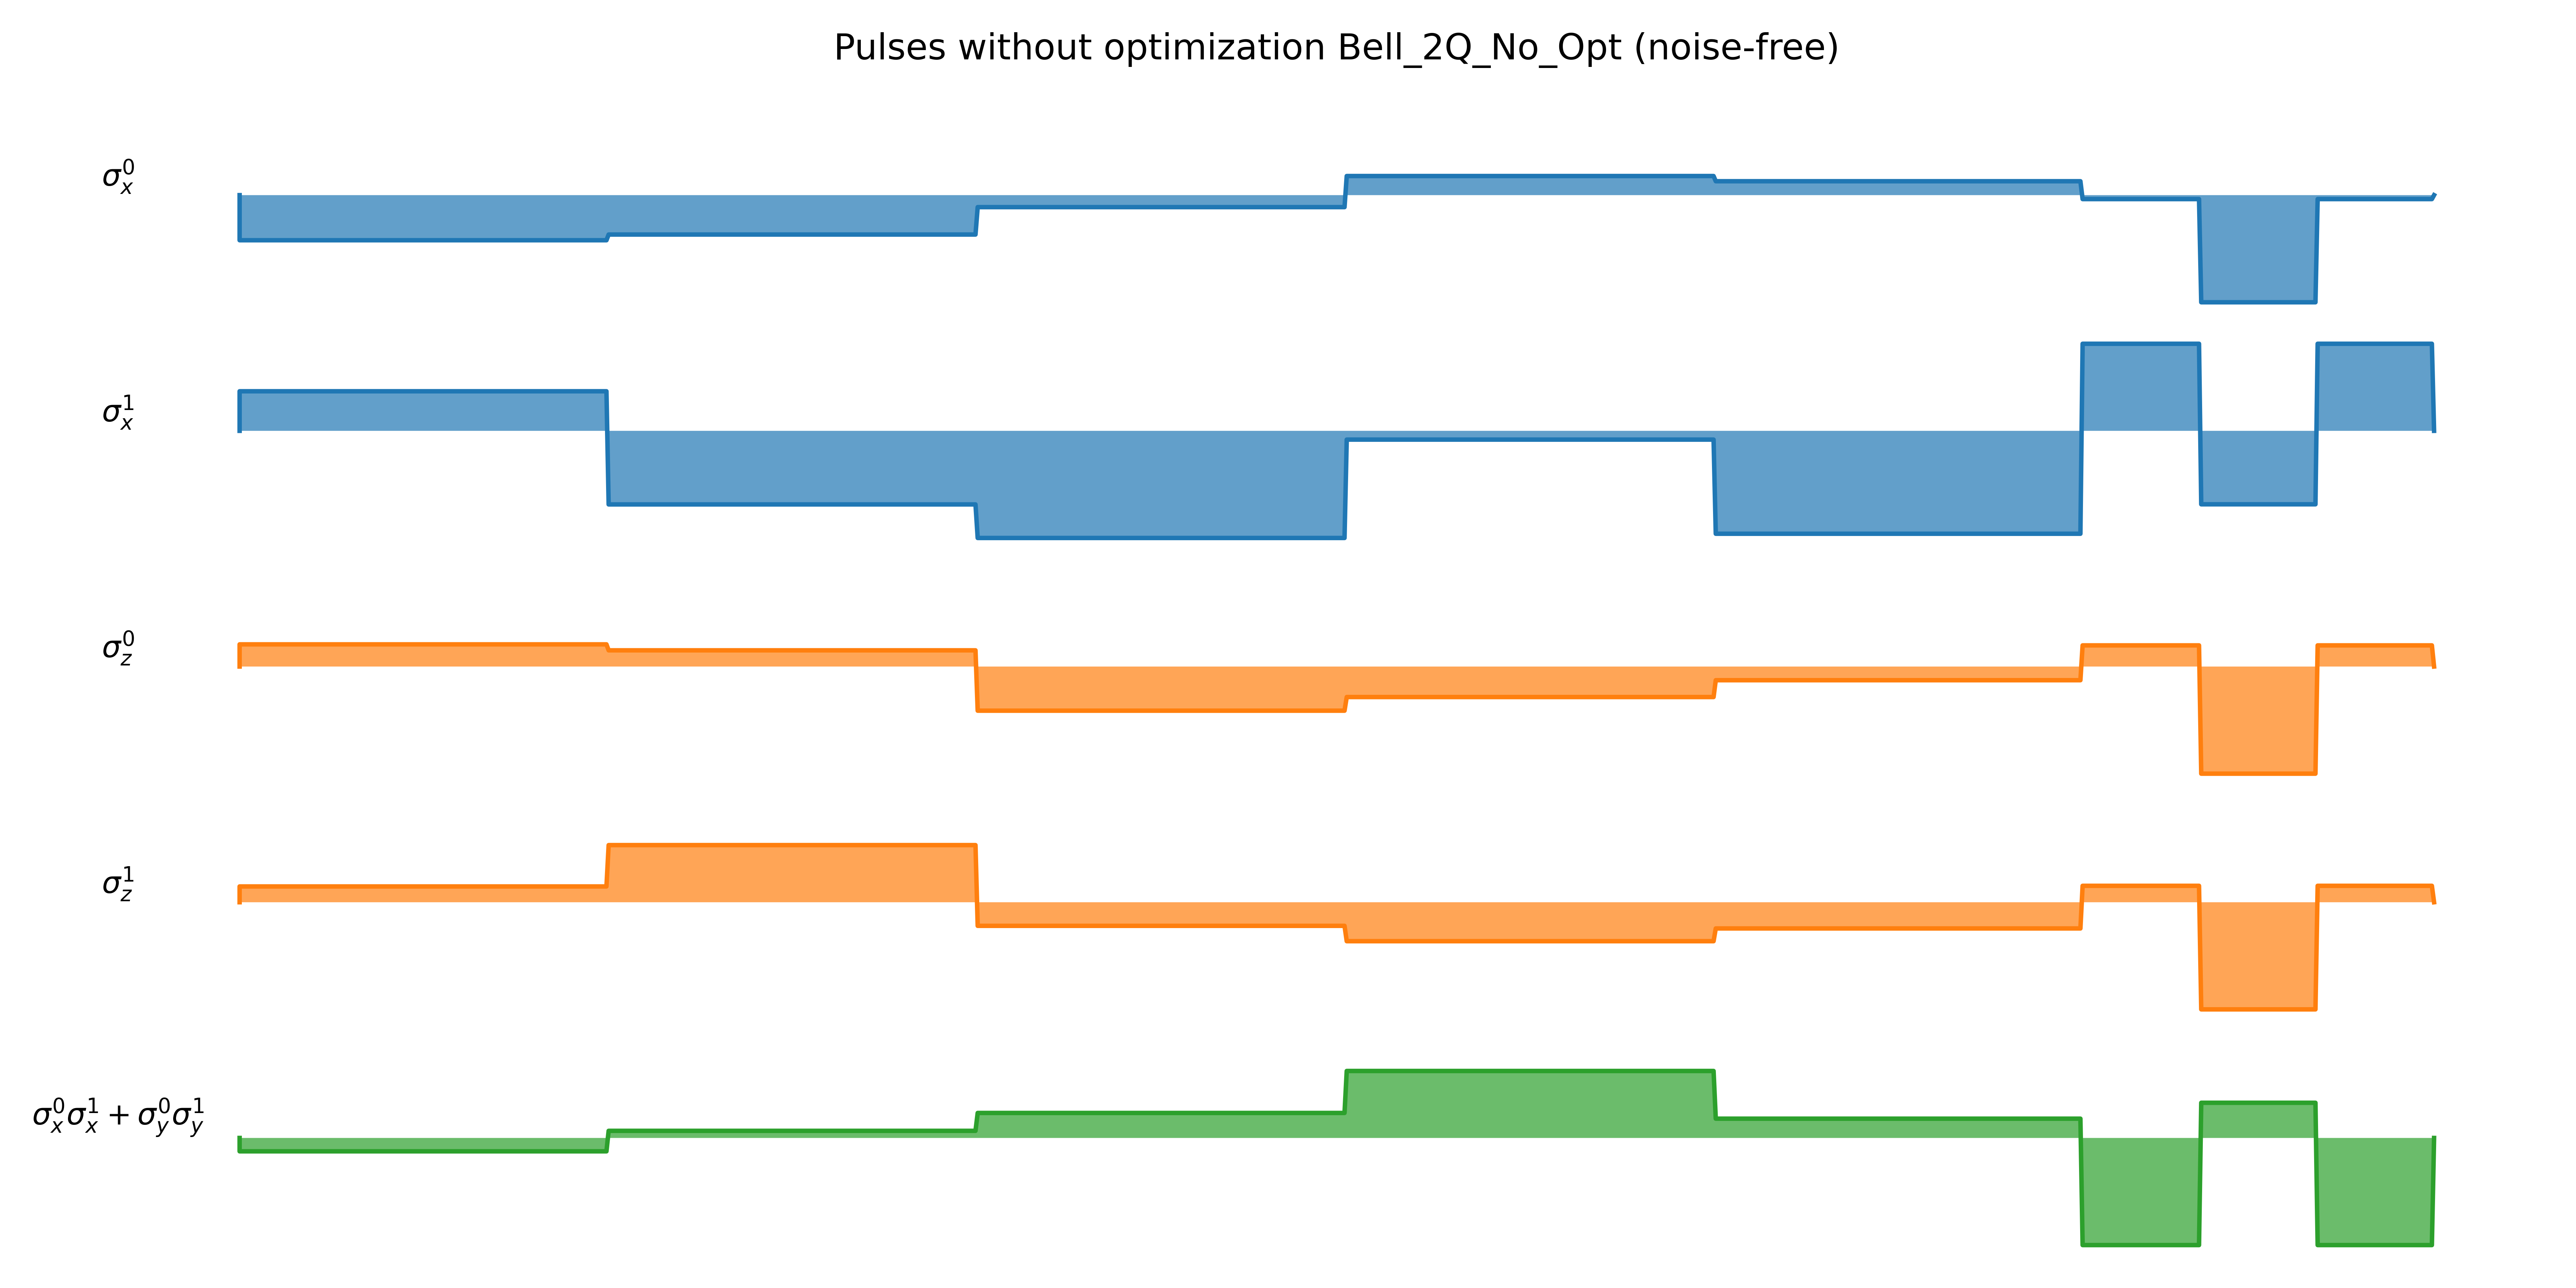 Pulses without optimization Bell_2Q_No_Opt (noise-free)
σ_x^0
σ_x^1
σ_z^0
σ_z^1
σ_x^0σ_x^1 + σ_y^0σ_y^1